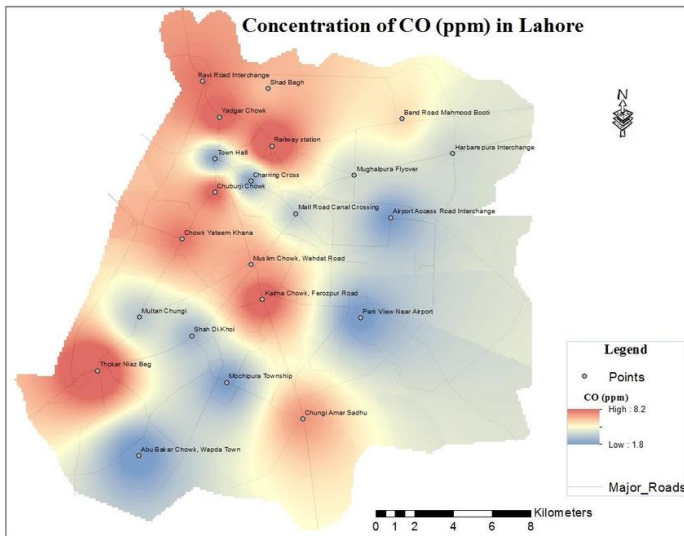 Concentration of CO (ppm) in Lahore
Ravi Road Interchange
Shad Bagh
N
Yadgar Chowk
Band Road Mahmood Booti
Railway station
Town Hall
Harbanspura Interchange
Charring Cross
Mughalpura Flyover
Chuburji Chowk
Mall Road Canal Crossing
Airport Access Road Interchange
Chowk Yateem Khana
Muslim Chowk, Wahdat Road
Kalma Chowk, Ferozpur Road
Multan Chungi
Park View Near Airport
Shah Di Khoi
Thokar Niaz Beg
Mochipura Township
Chungi Amar Sadhu
Abu Bakar Chowk, Wapda Town
Legend
Points
CO (ppm)
High : 8.2
Low : 1.8
Major_Roads
Kilometers
0 1 2 4 6 8